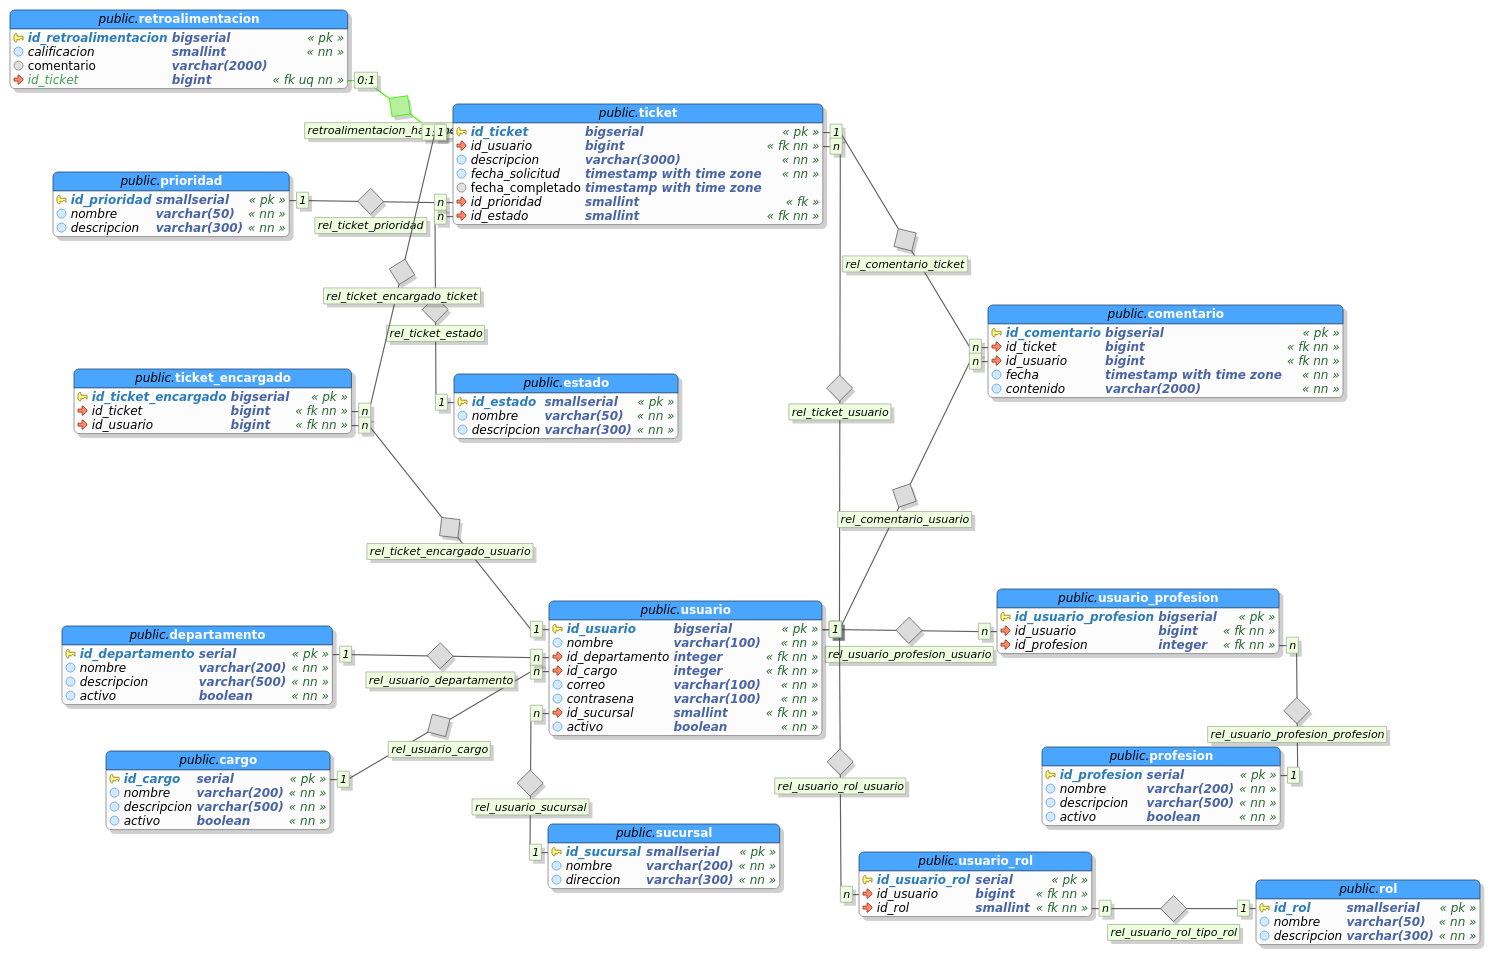 public.retroalimentacion
id_retroalimentacion bigserial « pk »
calificacion smallint « nn »
comentario varchar(2000)
id_ticket bigint « fk uq nn »
0:1
retroalimentacion_ha
1:1
1
public.ticket
id_ticket bigserial « pk »
id_usuario bigint « fk nn »
descripcion varchar(3000) « nn »
fecha_solicitud timestamp with time zone « nn »
fecha_completado timestamp with time zone
id_prioridad smallint « fk »
id_estado smallint « fk nn »
1
n
n
n
public.prioridad
id_prioridad smallserial « pk »
nombre varchar(50) « nn »
descripcion varchar(300) « nn »
1
rel_ticket_prioridad
rel_comentario_ticket
rel_ticket_encargado_ticket
rel_ticket_estado
public.comentario
id_comentario bigserial « pk »
id_ticket bigint « fk nn »
id_usuario bigint « fk nn »
fecha timestamp with time zone « nn »
contenido varchar(2000) « nn »
n
n
public.ticket_encargado
id_ticket_encargado bigserial « pk »
id_ticket bigint « fk nn »
id_usuario bigint « fk nn »
n
n
public.estado
id_estado smallserial « pk »
nombre varchar(50) « nn »
descripcion varchar(300) « nn »
1
rel_ticket_usuario
rel_comentario_usuario
rel_ticket_encargado_usuario
public.usuario
id_usuario bigserial « pk »
nombre varchar(100) « nn »
id_departamento integer « fk nn »
id_cargo integer « fk nn »
correo varchar(100) « nn »
contrasena varchar(100) « nn »
id_sucursal smallint « fk nn »
activo boolean « nn »
1
n
n
n
1
public.usuario_profesion
id_usuario_profesion bigserial « pk »
id_usuario bigint « fk nn »
id_profesion integer « fk nn »
n
n
rel_usuario_profesion_usuario
public.departamento
id_departamento serial « pk »
nombre varchar(200) « nn »
descripcion varchar(500) « nn »
activo boolean « nn »
1
rel_usuario_departamento
rel_usuario_cargo
rel_usuario_profesion_profesion
public.cargo
id_cargo serial « pk »
nombre varchar(200) « nn »
descripcion varchar(500) « nn »
activo boolean « nn »
1
public.profesion
id_profesion serial « pk »
nombre varchar(200) « nn »
descripcion varchar(500) « nn »
activo boolean « nn »
1
rel_usuario_rol_usuario
rel_usuario_sucursal
public.sucursal
id_sucursal smallserial « pk »
nombre varchar(200) « nn »
direccion varchar(300) « nn »
1
public.usuario_rol
id_usuario_rol serial « pk »
id_usuario bigint « fk nn »
id_rol smallint « fk nn »
n
n
public.rol
id_rol smallserial « pk »
nombre varchar(50) « nn »
descripcion varchar(300) « nn »
1
rel_usuario_rol_tipo_rol